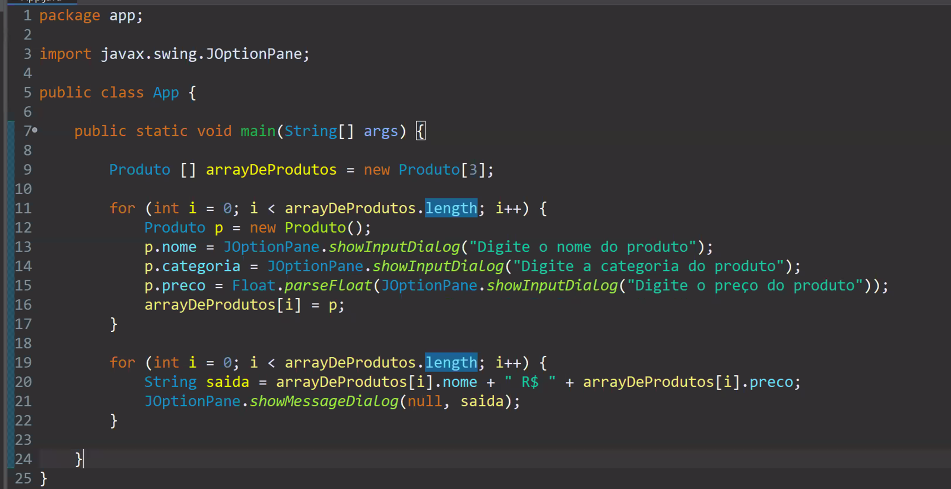 1 package app;
2
3 import javax.swing.JOptionPane;
4
5 public class App {
6
7 public static void main(String[] args) {
8
9 Produto [] arrayDeProdutos = new Produto[3];
10
11 for (int i = 0; i < arrayDeProdutos.length; i++) {
12 Produto p = new Produto();
13 p.nome = JOptionPane.showInputDialog("Digite o nome do produto");
14 p.categoria = JOptionPane.showInputDialog("Digite a categoria do produto");
15 p.preco = Float.parseFloat(JOptionPane.showInputDialog("Digite o preço do produto"));
16 arrayDeProdutos[i] = p;
17 }
18
19 for (int i = 0; i < arrayDeProdutos.length; i++) {
20 String saida = arrayDeProdutos[i].nome + " R$ " + arrayDeProdutos[i].preco;
21 JOptionPane.showMessageDialog(null, saida);
22 }
23
24 }
25 }